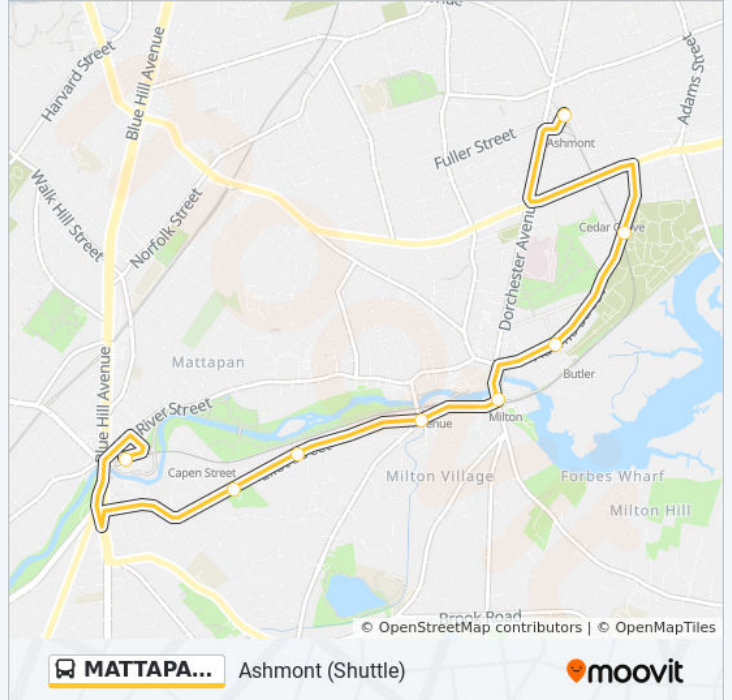 Harvard Street
Blue Hill Avenue
Adams Street
Fuller Street
Ashmont
Walk Hill Street
Norfolk Street
Cedar
Dorchester Avenue
Mattapan
Butler
Blue Hill Avenue
River Street
Milton
Capen Street
Milton Village
Forbes Wharf
Milton Hill
Brook Road
© OpenStreetMap contributors | © OpenMapTiles
MATTAPA...
Ashmont (Shuttle)
moovit